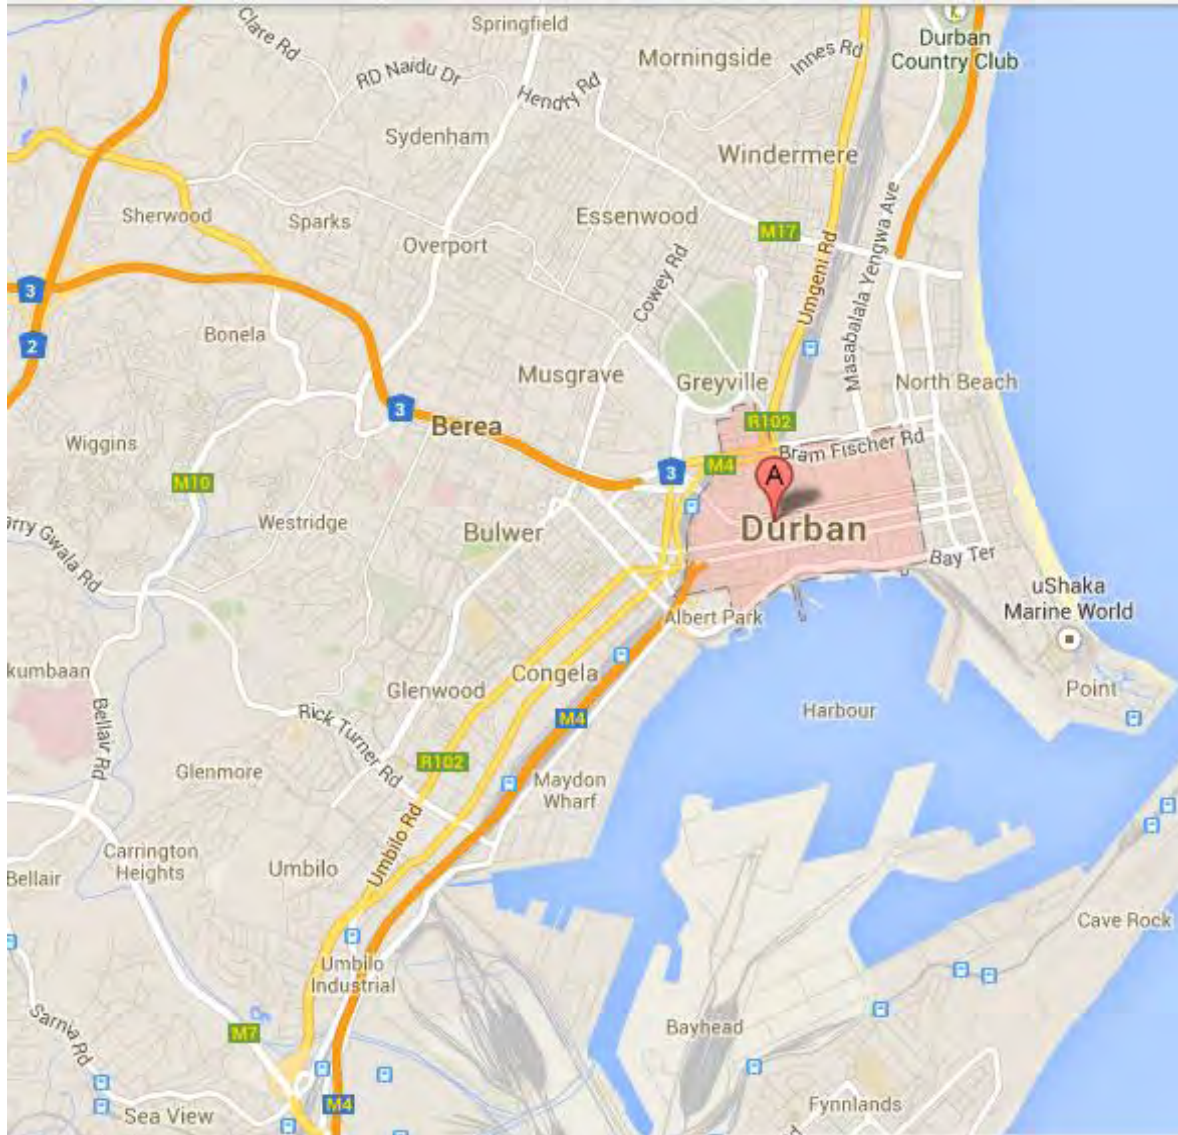 Springfield
Clare Rd
Durban
Country Club
Morningside
Innes Rd
RD Naidu Dr
Hendry Rd
Sydenham
Windermere
Sherwood
Sparks
Essenwood
Overport
M17
Masabalala Yengwa Ave
Umgeni Rd
Cowey Rd
3
2
Bonela
Musgrave
Greyville
North Beach
3
Berea
R102
Bram Fischer Rd
Wiggins
M10
3
M4
A
Westridge
Bulwer
Durban
Bay Ter
arry Gwala Rd
uShaka
Marine World
Albert Park
kumbaan
Congela
Glenwood
Point
Harbour
Bellair Rd
Rick Turner Rd
M4
R102
Glenmore
Maydon
Wharf
Umbilo Rd
Carrington
Heights
Bellair
Umbilo
Cave Rock
Umbilo
Industrial
Sarnia Rd
M7
Bayhead
M4
Sea View
Fynnlands